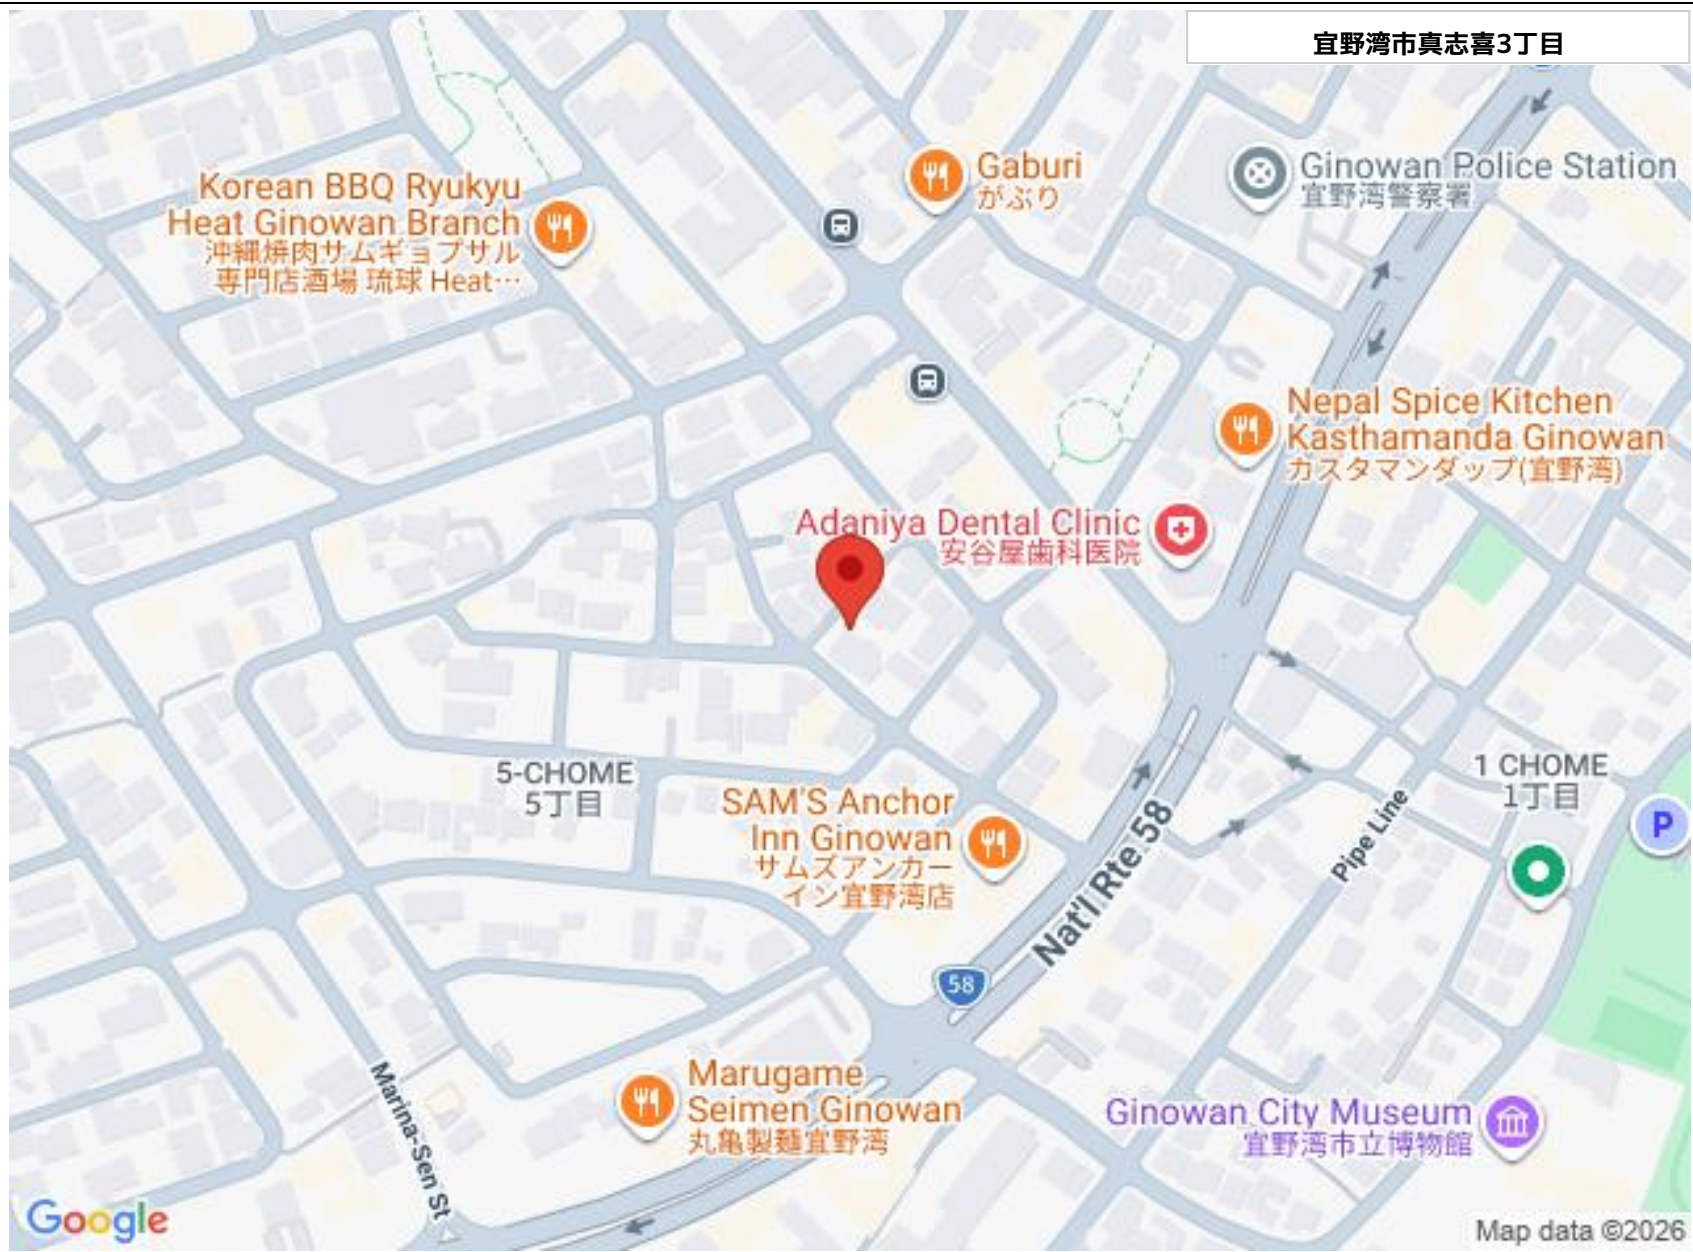 宜野湾市真志喜3丁目
Gaburi
がぶり
Ginowan Police Station
宜野湾警察署
Korean BBQ Ryukyu
Heat Ginowan Branch
沖縄焼肉サムギョプサル
専門店酒場 琉球 Heat…
Nepal Spice Kitchen
Kasthamanda Ginowan
カスタマンダップ(宜野湾)
Adaniya Dental Clinic
安谷屋歯科医院
5-CHOME
5丁目
SAM'S Anchor
Inn Ginowan
サムズアンカー
イン宜野湾店
1 CHOME
1丁目
P
Pipe Line
Nat'l Rte 58
58
Marugame
Seimen Ginowan
丸亀製麺宜野湾
Marina-Sen St
Ginowan City Museum
宜野湾市立博物館
Google
Map data ©2026